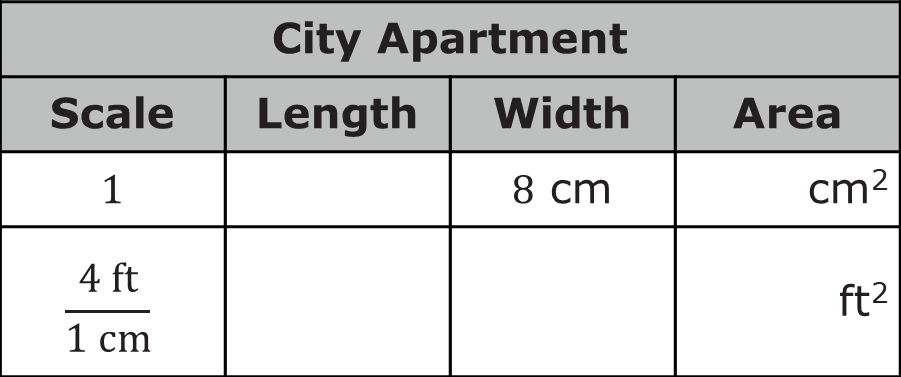 City Apartment
Scale Length Width Area
1 8 cm cm²
4 ft
1 cm
ft²